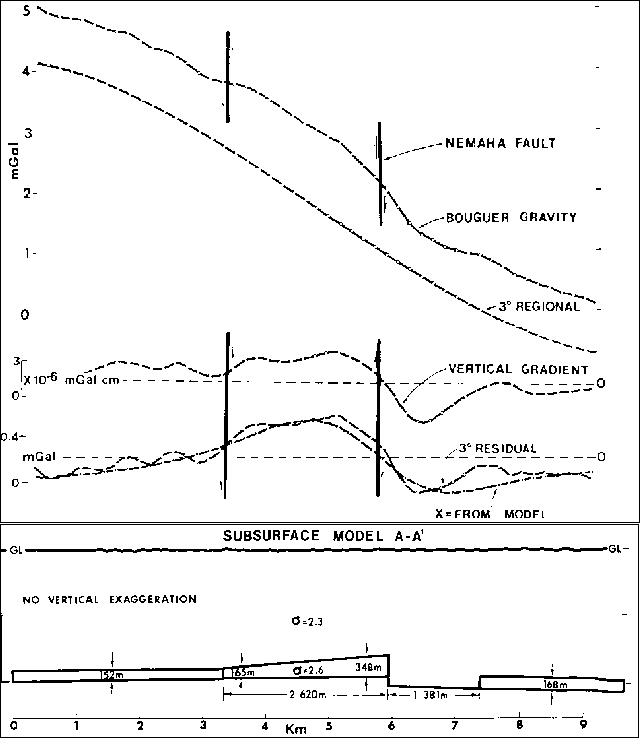 5
4
3
2
1
0
mGal
NEMAHA FAULT
BOUGUER GRAVITY
3° REGIONAL
3
X10⁻⁶ mGal cm
0
VERTICAL GRADIENT
0
0.4
mGal
0
3° RESIDUAL
0
X = FROM MODEL
SUBSURFACE MODEL A-A'
GL
GL
NO VERTICAL EXAGGERATION
σ=2.3
152m
165m
σ=2.6
348m
168m
2 620m
1 381m
0 1 2 3 4 Km 5 6 7 8 9